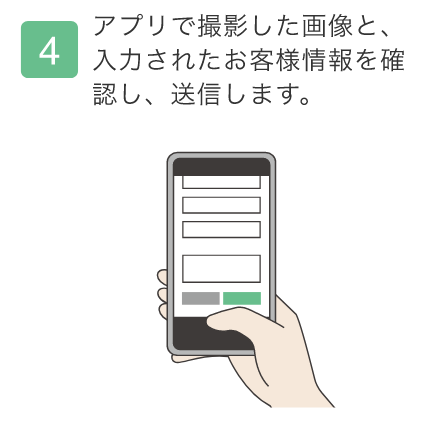 4
アプリで撮影した画像と、
入力されたお客様情報を確
認し、送信します。